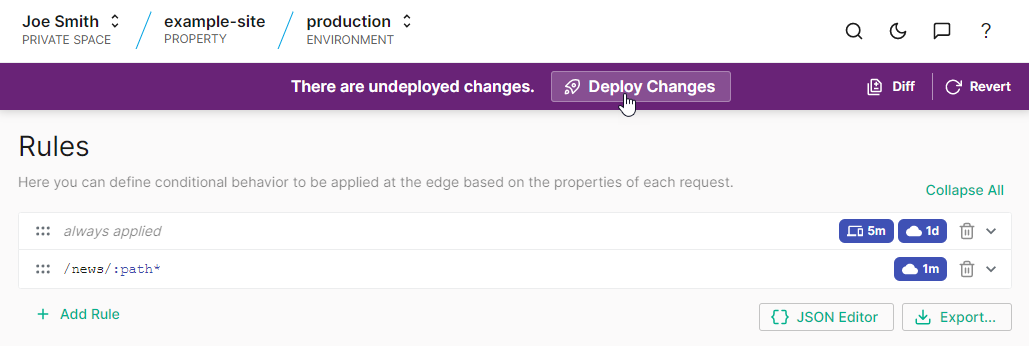 Joe Smith example-site production
PRIVATE SPACE PROPERTY ENVIRONMENT
?
There are undeployed changes. Deploy Changes Diff Revert
Rules
Here you can define conditional behavior to be applied at the edge based on the properties of each request.
Collapse All
always applied 5m 1d
/news/:path* 1m
+ Add Rule {} JSON Editor Export...